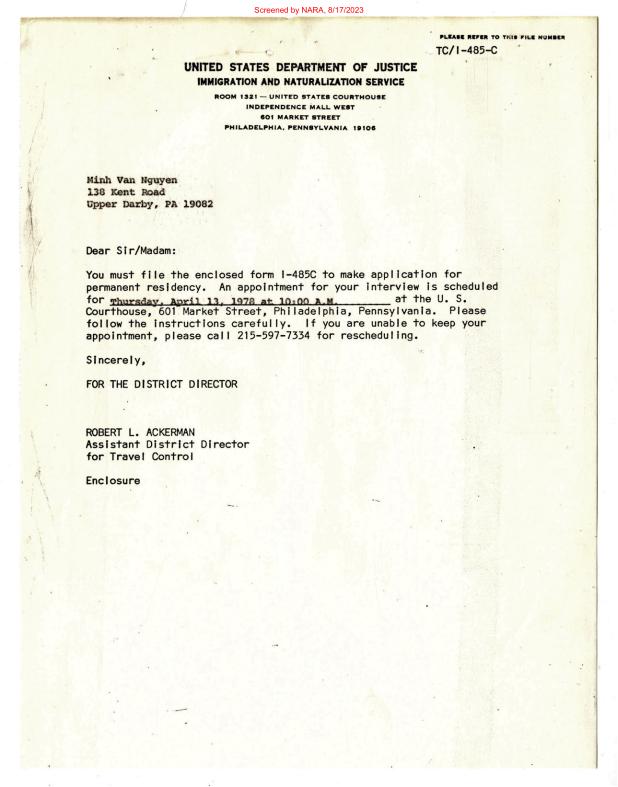 Screened by NARA, 8/17/2023
PLEASE REFER TO THIS FILE NUMBER
TC/I-485-C
UNITED STATES DEPARTMENT OF JUSTICE
IMMIGRATION AND NATURALIZATION SERVICE
ROOM 1321 — UNITED STATES COURTHOUSE
INDEPENDENCE MALL WEST
601 MARKET STREET
PHILADELPHIA, PENNSYLVANIA 19106
Minh Van Nguyen
138 Kent Road
Upper Darby, PA 19082
Dear Sir/Madam:
You must file the enclosed form I-485C to make application for
permanent residency. An appointment for your interview is scheduled
for Thursday, April 13, 1978 at 10:00 A.M. at the U. S.
Courthouse, 601 Market Street, Philadelphia, Pennsylvania. Please
follow the instructions carefully. If you are unable to keep your
appointment, please call 215-597-7334 for rescheduling.
Sincerely,
FOR THE DISTRICT DIRECTOR
ROBERT L. ACKERMAN
Assistant District Director
for Travel Control
Enclosure